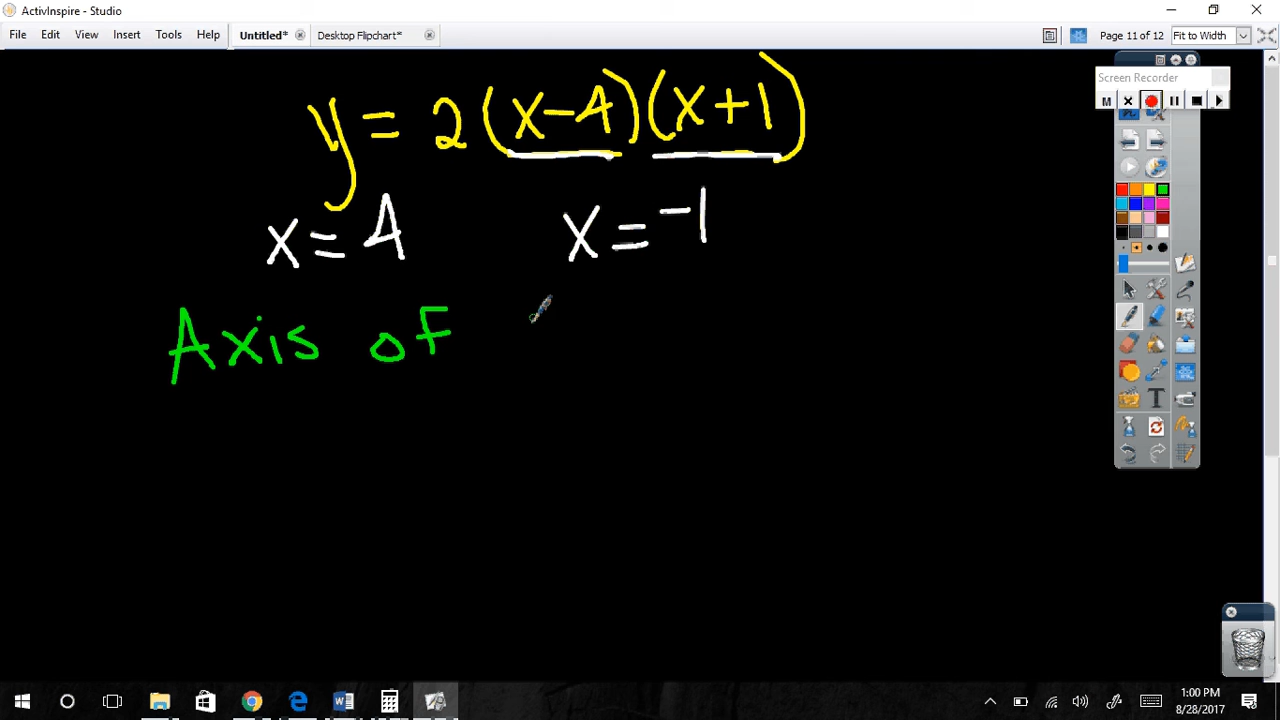 ActivInspire - Studio
File Edit View Insert Tools Help Untitled* Desktop Flipchart* Page 11 of 12 Fit to Width
Screen Recorder
M
y = 2(x-4)(x+1)
x = 4 x = -1
Axis of
T
1:00 PM
8/28/2017